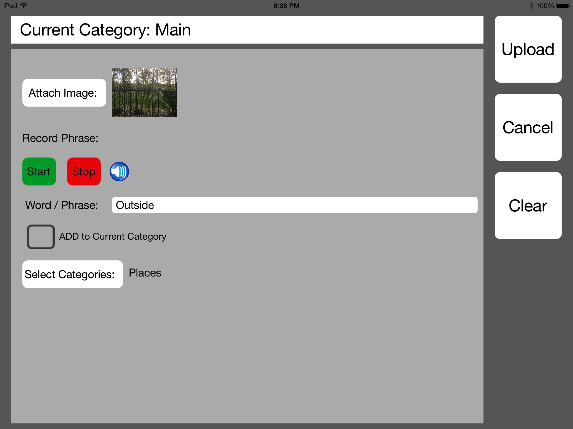 iPad 6:36 PM 100%
Current Category: Main
Upload
Attach Image:
Cancel
Record Phrase:
Start Stop
Word / Phrase: Outside
Clear
ADD to Current Category
Select Categories: Places